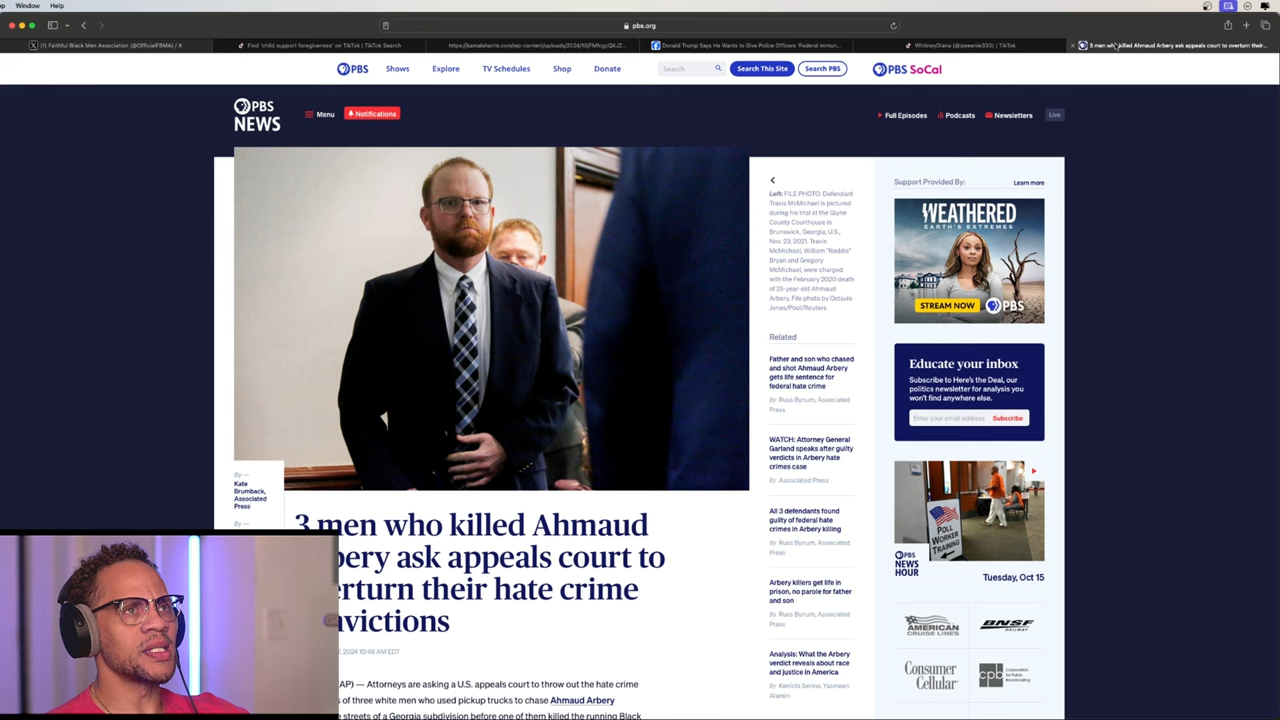 Window Help
pbs.org
(1) Faithful Black Men Association (@OfficialFBMA) / X
Find 'child support foregiveness' on TikTok | TikTok Search
Donald Trump Says He Wants to Give Police Officers 'Federal Immun...
WhitneyDiana (@qweenie333) | TikTok
3 men who killed Ahmaud Arbery ask appeals court to overturn their...
PBS
Shows
Explore
TV Schedules
Shop
Donate
Search
Search This Site
Search PBS
PBS SoCal
PBS
NEWS
Menu
Notifications
Full Episodes
Podcasts
Newsletters
Live
Left: FILE PHOTO: Defendant
Travis McMichael is pictured
during his trial at the Glynn
County Courthouse in
Brunswick, Georgia, U.S.,
Nov. 23, 2021. Travis
McMichael, William "Roddie"
Bryan and Gregory
McMichael, were charged
with the February 2020 death
of 25-year-old Ahmaud
Arbery. File photo by Octavio
Jones/Pool/Reuters
Related
Father and son who chased
and shot Ahmaud Arbery
gets life sentence for
federal hate crime
By Russ Bynum, Associated
Press
WATCH: Attorney General
Garland speaks after guilty
verdicts in Arbery hate
crimes case
By Associated Press
All 3 defendants found
guilty of federal hate
crimes in Arbery killing
By Russ Bynum, Associated
Press
Arbery killers get life in
prison, no parole for father
and son
By Russ Bynum, Associated
Press
Analysis: What the Arbery
verdict reveals about race
and justice in America
By Kenichi Serino, Yasmeen
Alamiri
Support Provided By:
Learn more
WEATHERED
EARTH'S EXTREMES
STREAM NOW
PBS
Educate your inbox
Subscribe to Here's the Deal, our
politics newsletter for analysis you
won't find anywhere else.
Enter your email address
Subscribe
POLL
WORKER
TRAINING
PBS
NEWS
HOUR
Tuesday, Oct 15
AMERICAN
CRUISE LINES
BNSF
RAILWAY
Consumer
Cellular
cpb
Corporation
for Public
Broadcasting
By —
Kate
Brumback,
Associated
Press
By —
3 men who killed Ahmaud
bery ask appeals court to
erturn their hate crime
victions
, 2024 10:48 AM EDT
AP) — Attorneys are asking a U.S. appeals court to throw out the hate crime
s of three white men who used pickup trucks to chase Ahmaud Arbery
e streets of a Georgia subdivision before one of them killed the running Black